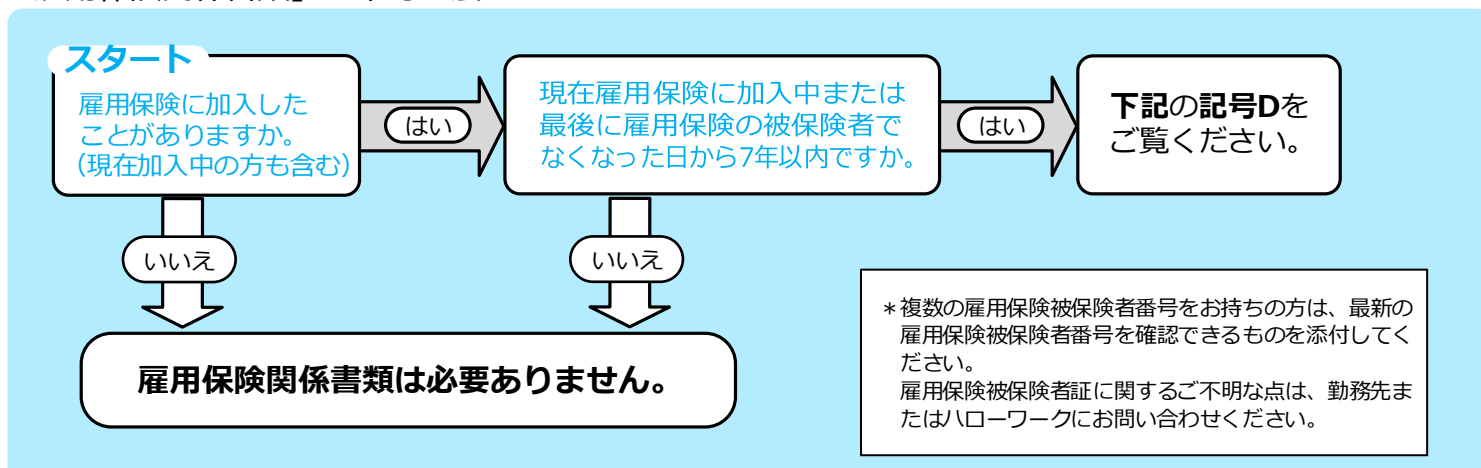 スタート
雇用保険に加入した
ことがありますか。
（現在加入中の方も含む）
はい
現在雇用保険に加入中または
最後に雇用保険の被保険者で
なくなった日から7年以内ですか。
はい
下記の記号Dを
ご覧ください。
いいえ
いいえ
雇用保険関係書類は必要ありません。
＊複数の雇用保険被保険者番号をお持ちの方は、最新の
雇用保険被保険者番号を確認できるものを添付してく
ださい。
雇用保険被保険者証に関するご不明な点は、勤務先ま
たはハローワークにお問い合わせください。